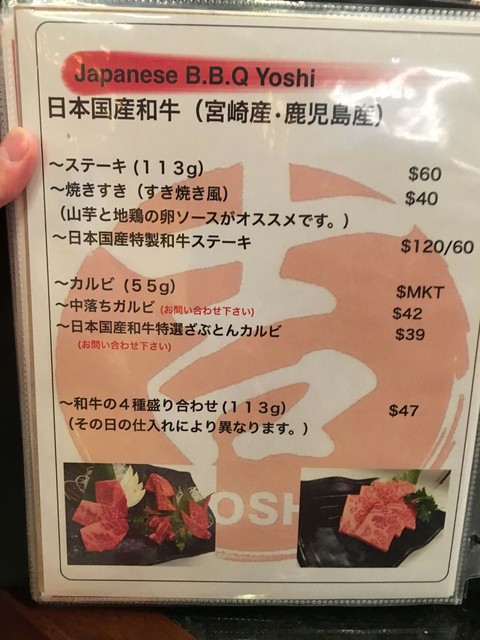 Japanese B.B.Q Yoshi
日本国産和牛（宮崎産・鹿児島産）
〜ステーキ（１１３g） $60
〜焼きすき（すき焼き風） $40
（山芋と地鶏の卵ソースがオススメです。）
〜日本国産特製和牛ステーキ $120/60
〜カルビ（５５g） $MKT
〜中落ちガルビ（お問い合わせ下さい） $42
〜日本国産和牛特選ざぶとんカルビ $39
（お問い合わせ下さい）
〜和牛の４種盛り合わせ（１１３g） $47
（その日の仕入れにより異なります。）
吉
YOSHI